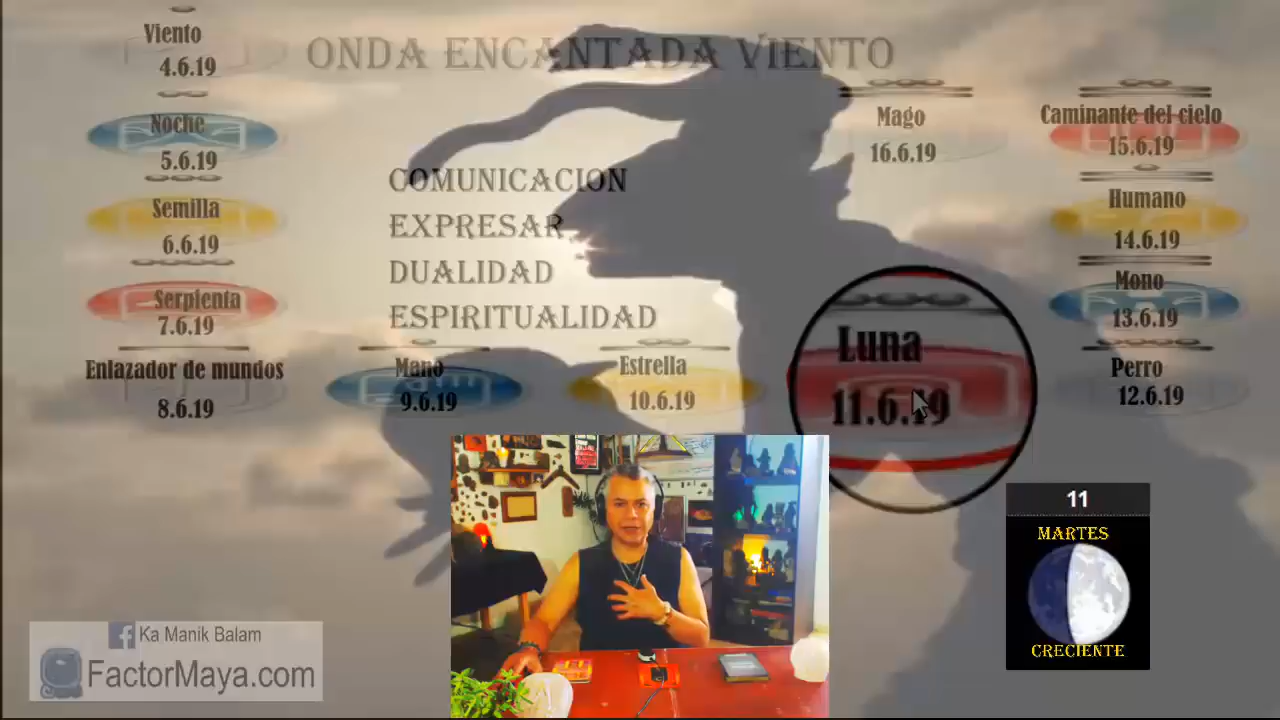 ONDA ENCANTADA VIENTO
Viento
4.6.19
Noche
5.6.19
Semilla
6.6.19
Serpienta
7.6.19
Enlazador de mundos
8.6.19
Mano
9.6.19
Estrella
10.6.19
Luna
11.6.19
Perro
12.6.19
Mono
13.6.19
Humano
14.6.19
Caminante del cielo
15.6.19
Mago
16.6.19
COMUNICACION
EXPRESAR
DUALIDAD
ESPIRITUALIDAD
11
MARTES
CRECIENTE
Ka Manik Balam
FactorMaya.com